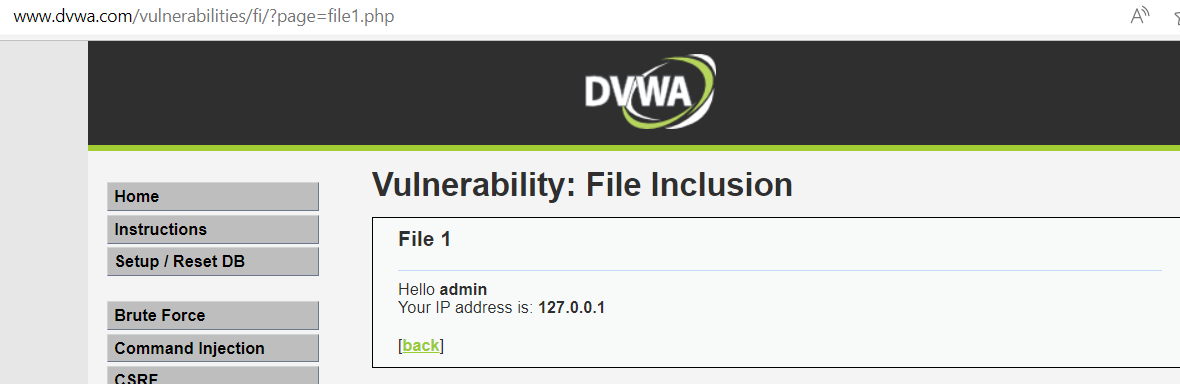 www.dvwa.com/vulnerabilities/fi/?page=file1.php
DVWA
Home
Instructions
Setup / Reset DB
Brute Force
Command Injection
CSRF
Vulnerability: File Inclusion
File 1
Hello admin
Your IP address is: 127.0.0.1
[back]